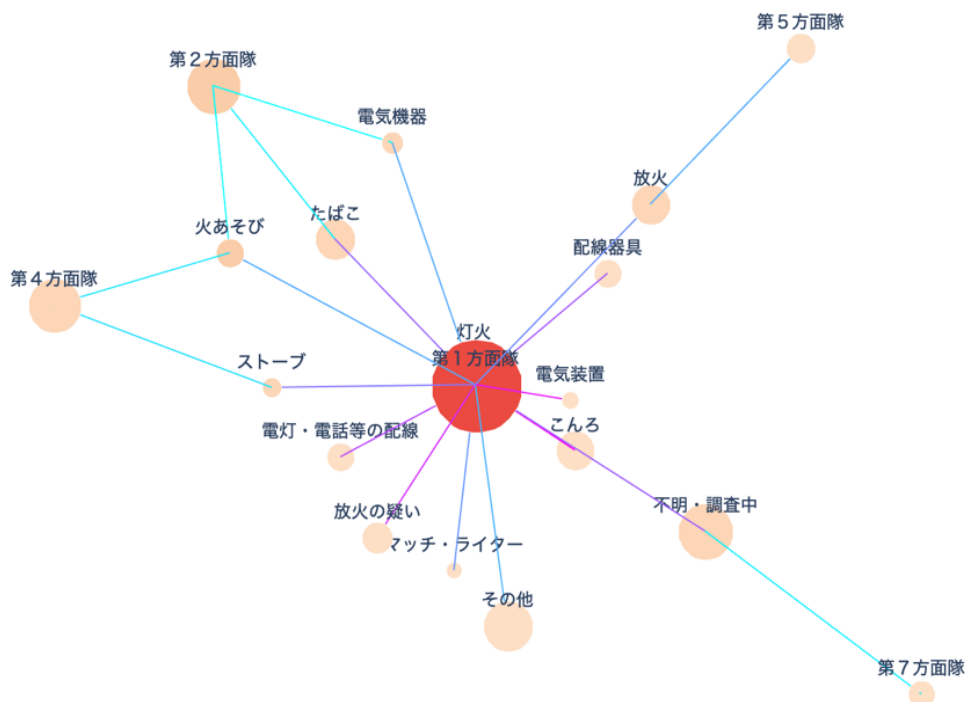 第５方面隊
第２方面隊
電気機器
放火
たばこ
火あそび
配線器具
第４方面隊
灯火
第１方面隊
ストーブ
電気装置
電灯・電話等の配線
こんろ
放火の疑い
不明・調査中
マッチ・ライター
その他
第７方面隊